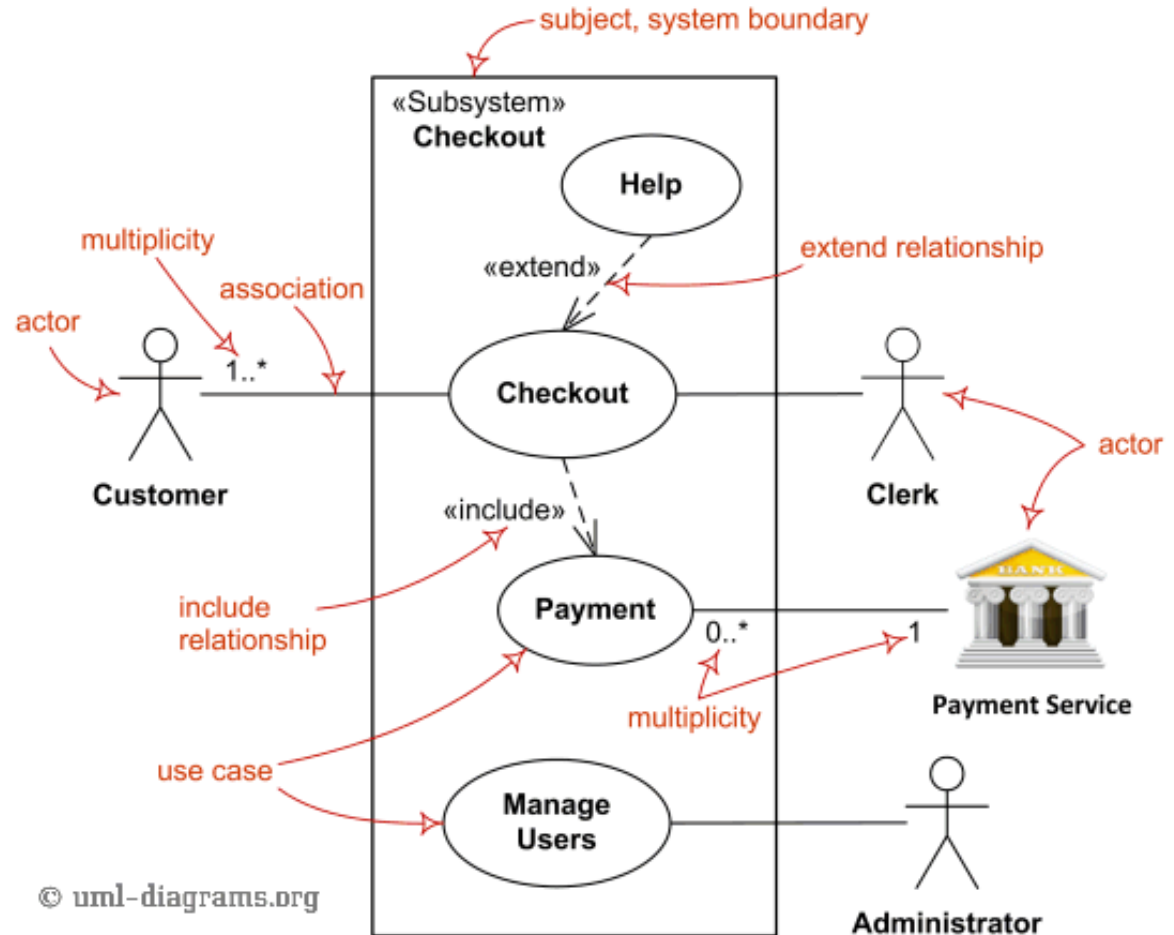 subject, system boundary
«Subsystem»
Checkout
Help
multiplicity
«extend»
extend relationship
association
actor
1..*
Checkout
Customer
Clerk
actor
«include»
BANK
include
relationship
Payment
0..*
1
multiplicity
Payment Service
use case
Manage
Users
© uml-diagrams.org
Administrator